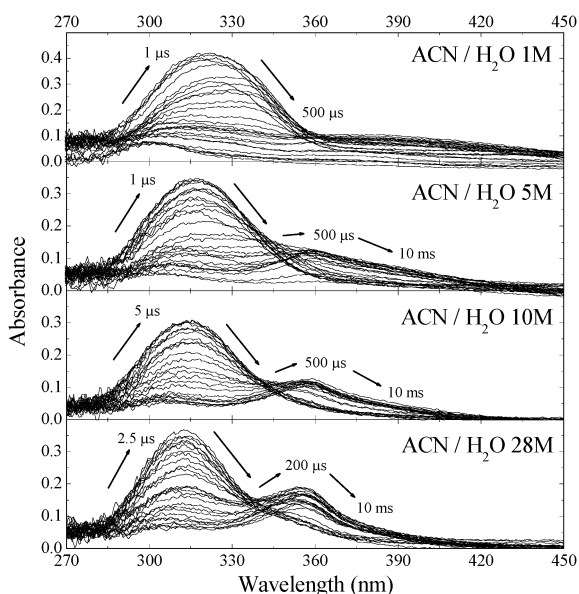 270 300 330 360 390 420 450
ACN / H₂O 1M
0.4
0.3
0.2
0.1
0.0
1 µs
500 µs
ACN / H₂O 5M
0.3
0.2
0.1
0.0
1 µs
500 µs
10 ms
ACN / H₂O 10M
0.3
0.2
0.1
0.0
5 µs
500 µs
10 ms
ACN / H₂O 28M
0.3
0.2
0.1
0.0
2.5 µs
200 µs
10 ms
270 300 330 360 390 420 450
Absorbance
Wavelength (nm)